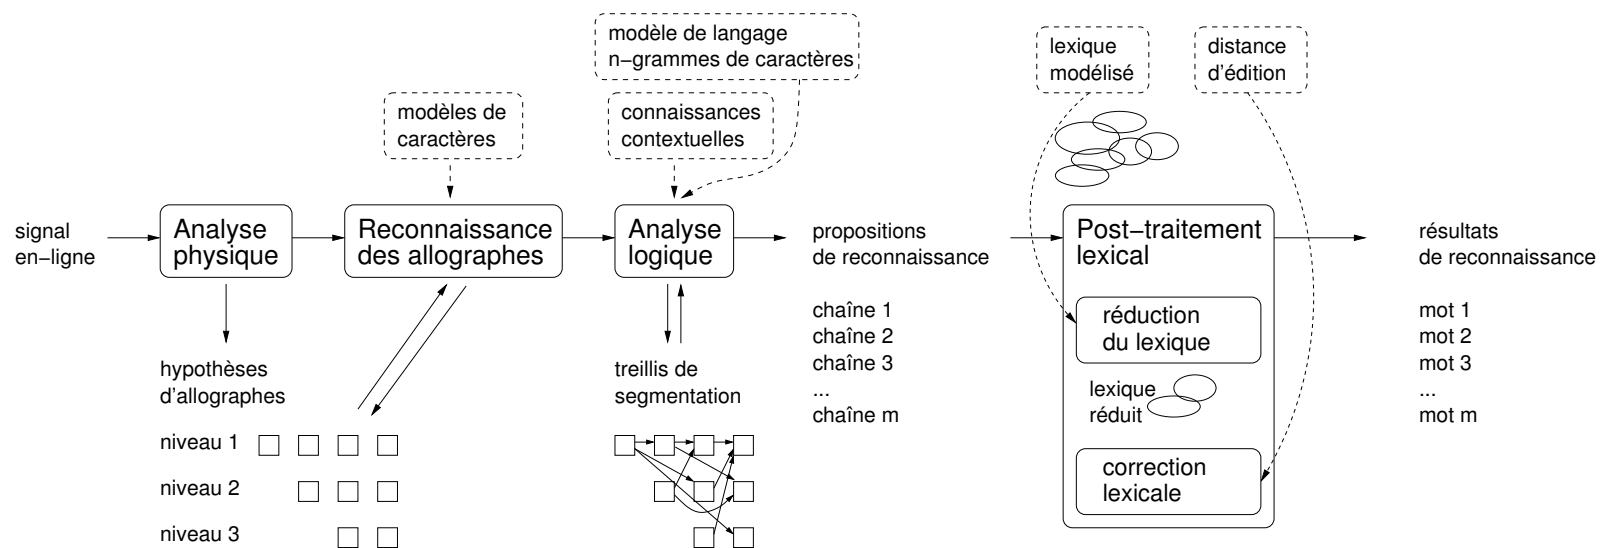 modèle de langage
n−grammes de caractères
lexique
modélisé
distance
d'édition
modèles de
caractères
connaissances
contextuelles
signal
en−ligne
Analyse
physique
Reconnaissance
des allographes
Analyse
logique
propositions
de reconnaissance
Post−traitement
lexical
résultats
de reconnaissance
chaîne 1
chaîne 2
chaîne 3
...
chaîne m
réduction
du lexique
mot 1
mot 2
mot 3
...
mot m
hypothèses
d'allographes
treillis de
segmentation
lexique
réduit
niveau 1
niveau 2
niveau 3
correction
lexicale